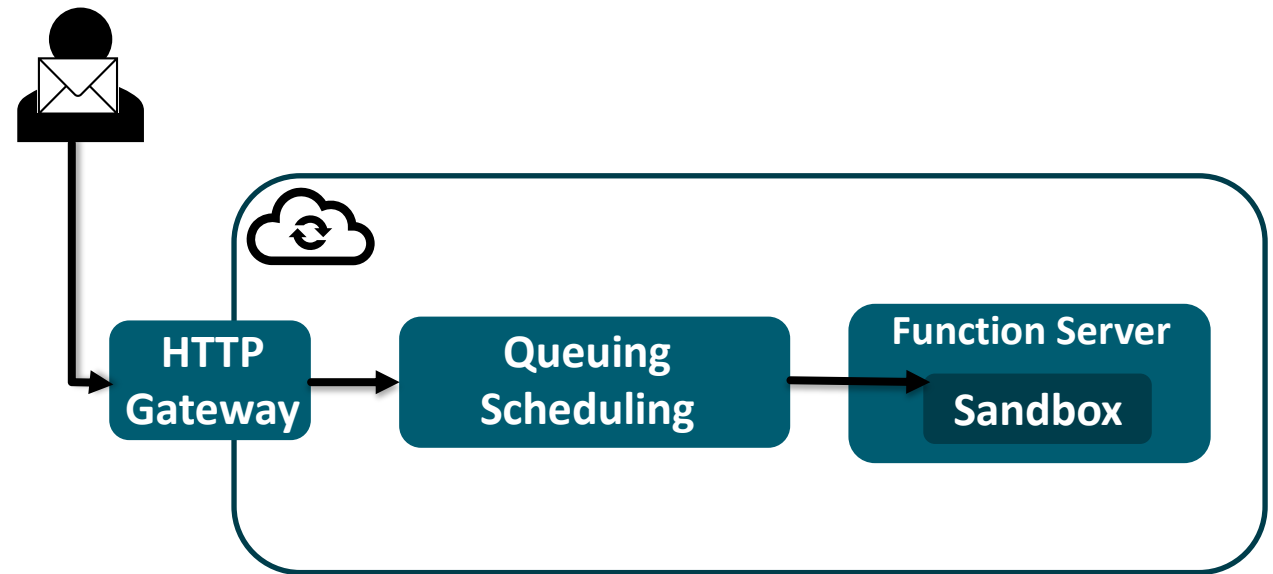 HTTP
Gateway
Queuing
Scheduling
Function Server
Sandbox